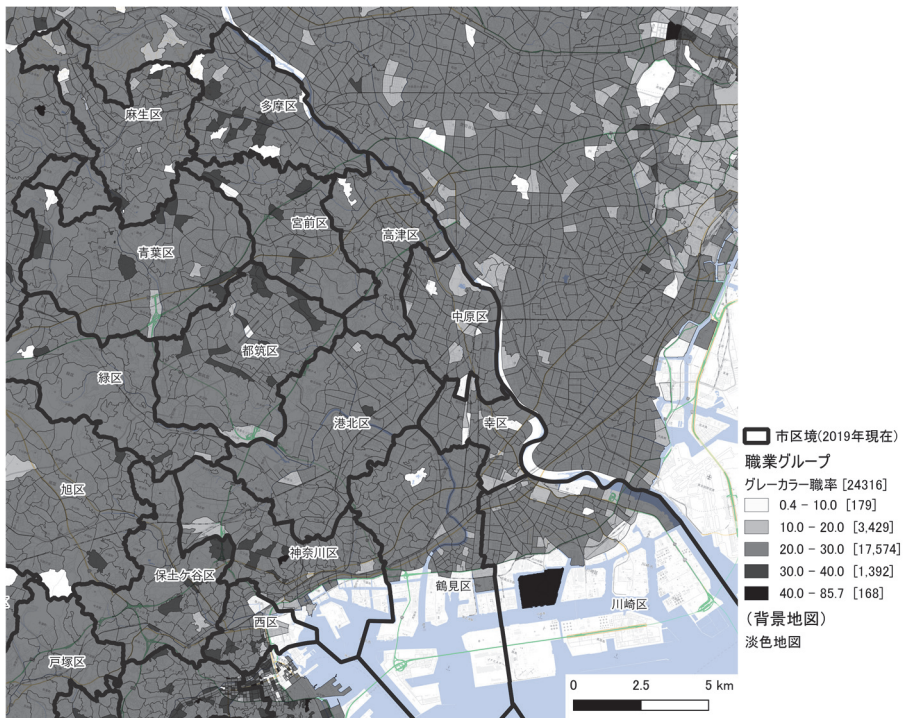 麻生区
多摩区
宮前区
高津区
青葉区
中原区
都筑区
緑区
港北区
幸区
旭区
神奈川区
保土ケ谷区
鶴見区
川崎区
西区
戸塚区
市区境(2019年現在)
職業グループ
グレーカラー職率 [24316]
0.4 - 10.0 [179]
10.0 - 20.0 [3,429]
20.0 - 30.0 [17,574]
30.0 - 40.0 [1,392]
40.0 - 85.7 [168]
(背景地図)
淡色地図
0 2.5 5 km